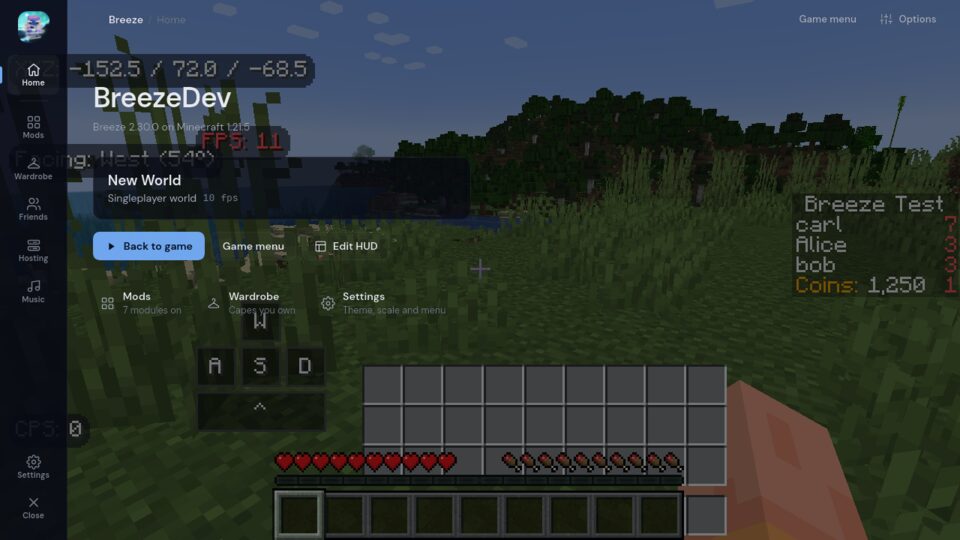 Breeze / Home
Game menu
Options
XYZ: -152.5 / 72.0 / -68.5
Home
BreezeDev
Breeze 2.30.0 on Minecraft 1.21.5
FPS: 11
Mods
Facing: West (54°)
Wardrobe
New World
Singleplayer world 10 fps
Friends
Breeze Test
carl 7
Alice 3
bob 3
Coins: 1,250 1
Hosting
Back to game
Game menu
Edit HUD
Music
Mods
7 modules on
Wardrobe
Capes you own
Settings
Theme, scale and menu
W
A
S
D
^
CPS: 0
Settings
Close